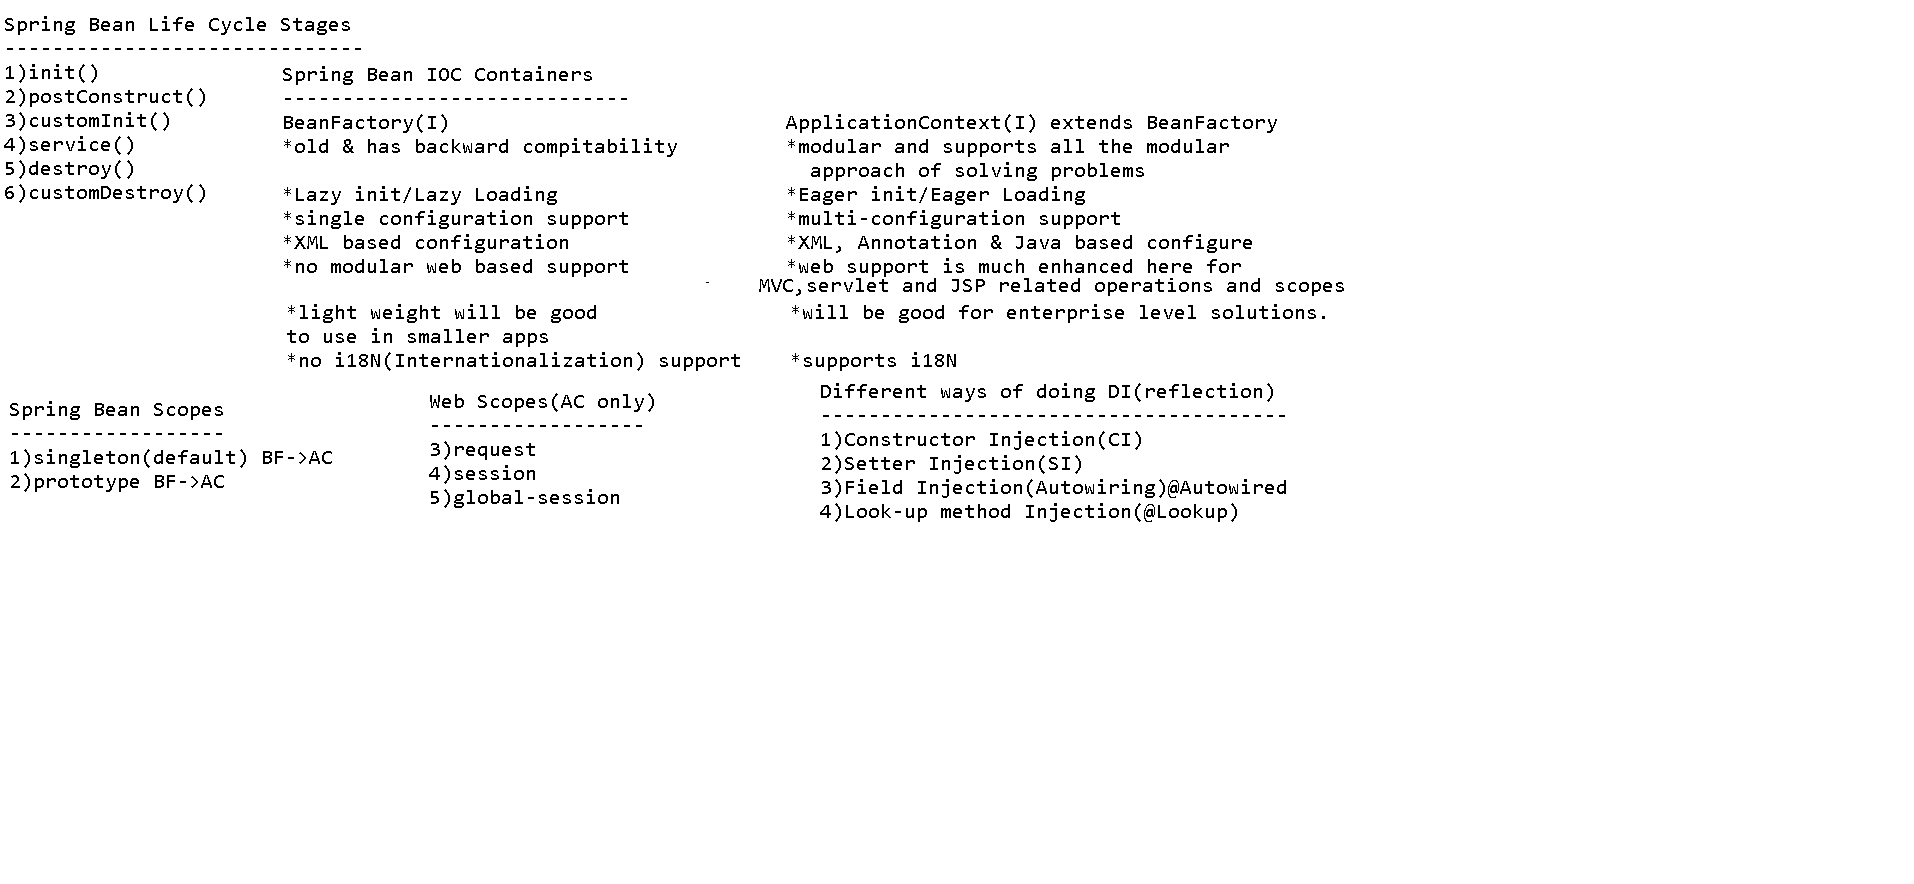 Spring Bean Life Cycle Stages
------------------------------
1)init()
2)postConstruct()
3)customInit()
4)service()
5)destroy()
6)customDestroy()
Spring Bean IOC Containers
-----------------------------
BeanFactory(I)
*old & has backward compitability
*Lazy init/Lazy Loading
*single configuration support
*XML based configuration
*no modular web based support
*light weight will be good
to use in smaller apps
*no i18N(Internationalization) support
ApplicationContext(I) extends BeanFactory
*modular and supports all the modular
approach of solving problems
*Eager init/Eager Loading
*multi-configuration support
*XML, Annotation & Java based configure
*web support is much enhanced here for
MVC,servlet and JSP related operations and scopes
*will be good for enterprise level solutions.
*supports i18N
Spring Bean Scopes
------------------
1)singleton(default) BF->AC
2)prototype BF->AC
Web Scopes(AC only)
------------------
3)request
4)session
5)global-session
Different ways of doing DI(reflection)
---------------------------------------
1)Constructor Injection(CI)
2)Setter Injection(SI)
3)Field Injection(Autowiring)@Autowired
4)Look-up method Injection(@Lookup)